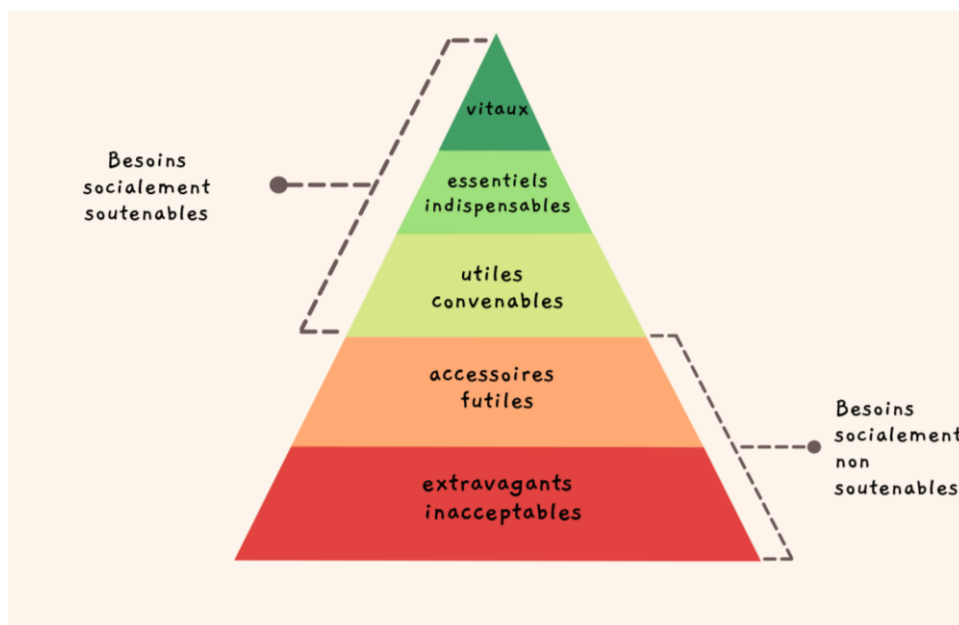 vitaux
Besoins
socialement
soutenables
essentiels
indispensables
utiles
convenables
accessoires
futiles
Besoins
socialement
non
soutenables
extravagants
inacceptables